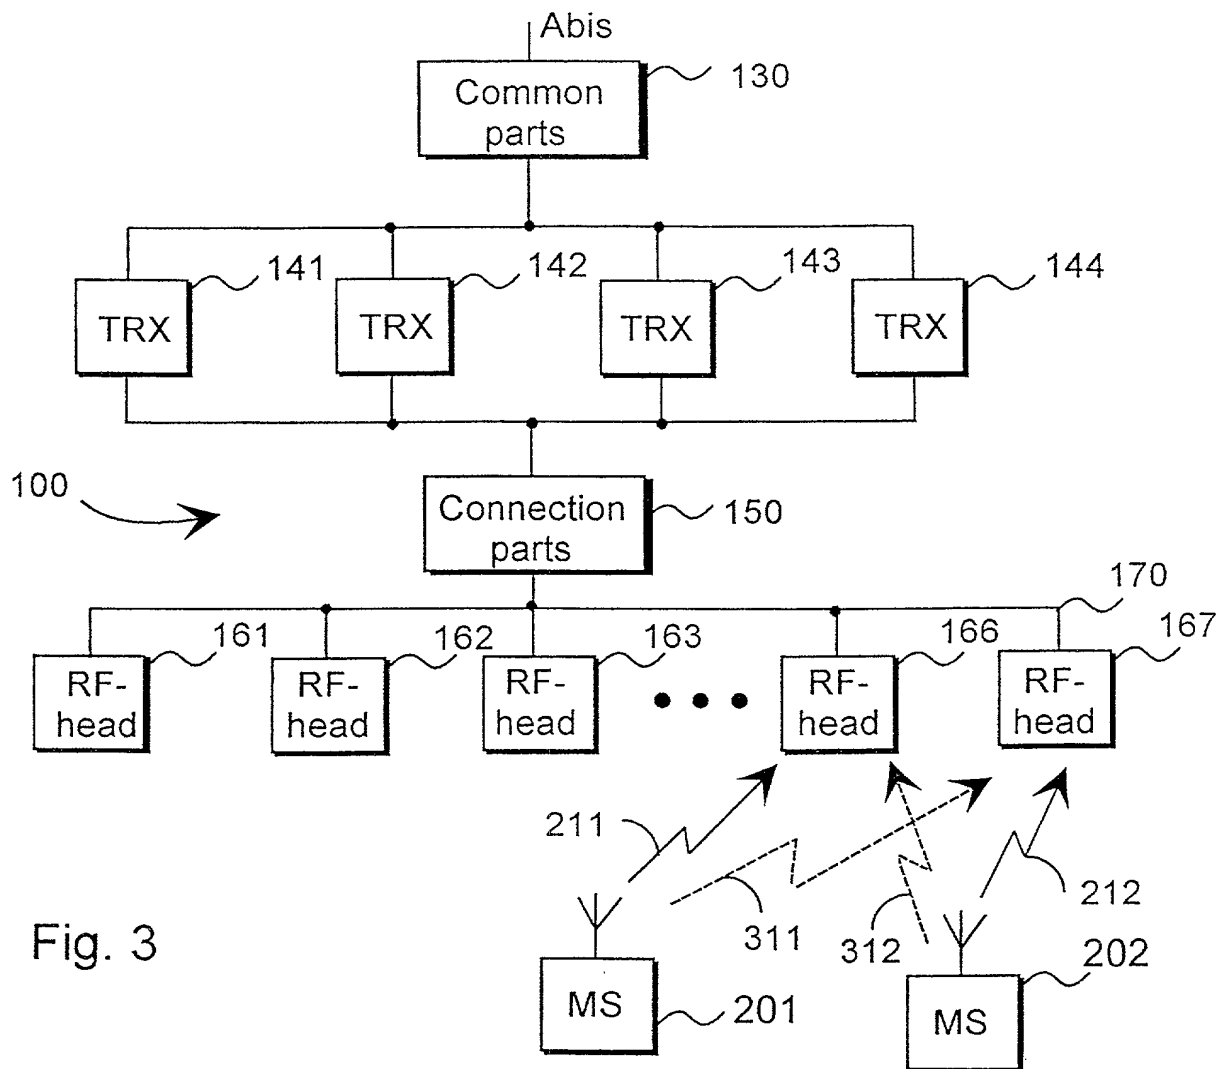 Abis
130
Common
parts
141
142
143
144
TRX
TRX
TRX
TRX
100
Connection
parts
150
170
161
162
163
166
167
RF-
head
RF-
head
RF-
head
RF-
head
RF-
head
211
311
312
212
Fig. 3
MS
201
MS
202